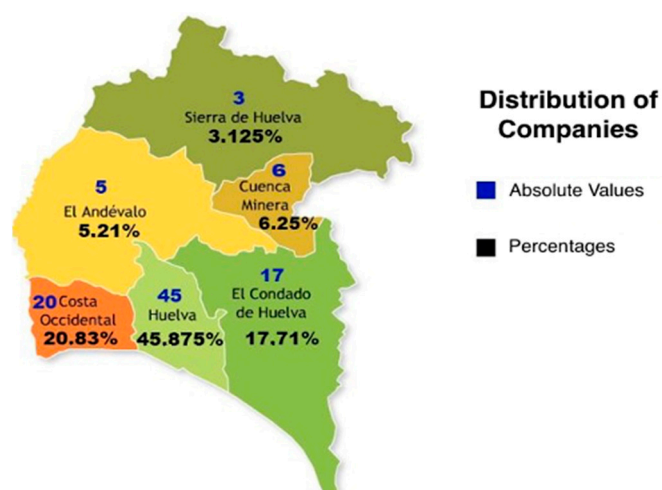 3
Sierra de Huelva
3.125%
6
Cuenca
Minera
6.25%
5
El Andévalo
5.21%
20 Costa
Occidental
20.83%
45
Huelva
45.875%
17
El Condado
de Huelva
17.71%
Distribution of
Companies
Absolute Values
Percentages